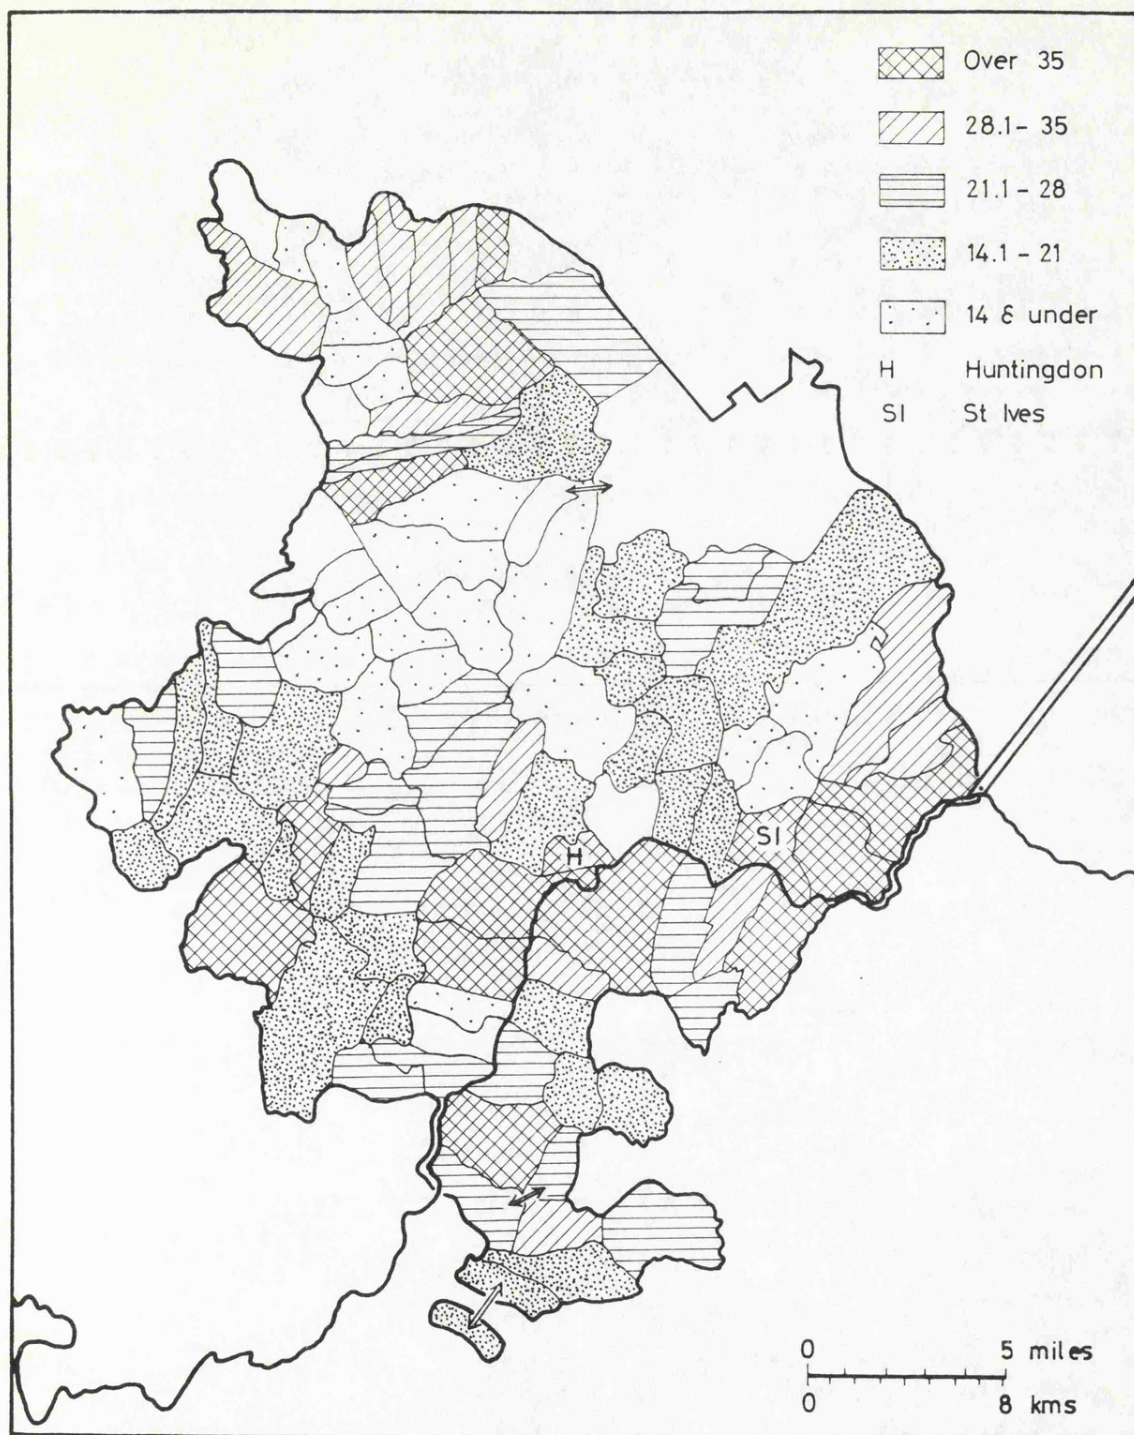 Over 35
28.1 - 35
21.1 - 28
14.1 - 21
14 & under
H Huntingdon
SI St Ives
SI
H
0 5 miles
0 8 kms